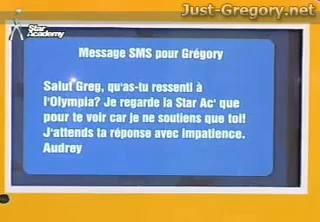 Just-Gregory.net
Star
Academy
Message SMS pour Grégory
Salut Greg, qu'as-tu ressenti à
l'Olympia? Je regarde la Star Ac' que
pour te voir car je ne soutiens que toi!
J'attends ta réponse avec impatience.
Audrey